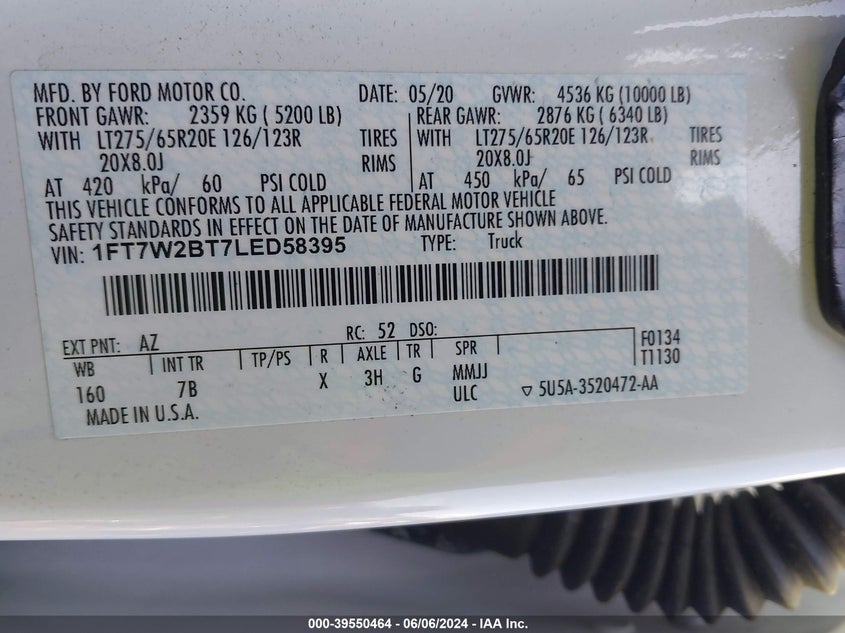 MFD. BY FORD MOTOR CO. DATE: 05/20 GVWR: 4536 KG (10000 LB)
FRONT GAWR: 2359 KG ( 5200 LB) REAR GAWR: 2876 KG ( 6340 LB)
WITH LT275/65R20E 126/123R TIRES WITH LT275/65R20E 126/123R TIRES
20X8.0J RIMS 20X8.0J RIMS
AT 420 kPa/ 60 PSI COLD AT 450 kPa/ 65 PSI COLD
THIS VEHICLE CONFORMS TO ALL APPLICABLE FEDERAL MOTOR VEHICLE
SAFETY STANDARDS IN EFFECT ON THE DATE OF MANUFACTURE SHOWN ABOVE.
VIN: 1FT7W2BT7LED58395 TYPE: Truck
EXT PNT: AZ RC: 52 DSO: F0134
WB INT TR TP/PS R AXLE TR SPR T1130
160 7B X 3H G MMJJ
ULC ▽ 5U5A-3520472-AA
MADE IN U.S.A.
000-39550464 - 06/06/2024 - IAA Inc.